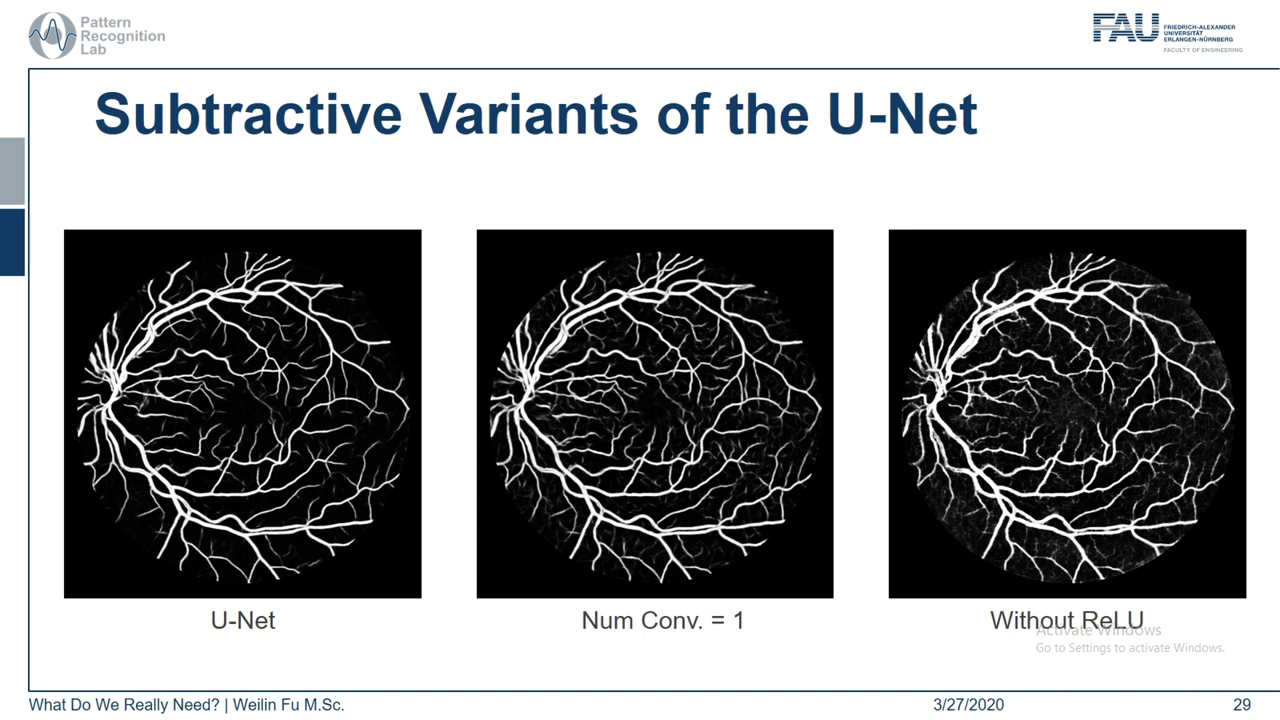 Pattern
Recognition
Lab
FAU
FRIEDRICH-ALEXANDER
UNIVERSITÄT
ERLANGEN-NÜRNBERG
FACULTY OF ENGINEERING
Subtractive Variants of the U-Net
U-Net
Num Conv. = 1
Without ReLU
Activate Windows
Go to Settings to activate Windows.
What Do We Really Need? | Weilin Fu M.Sc.
3/27/2020
29